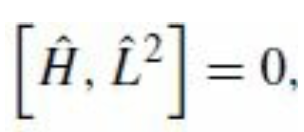 [Ĥ, L̂²] = 0,